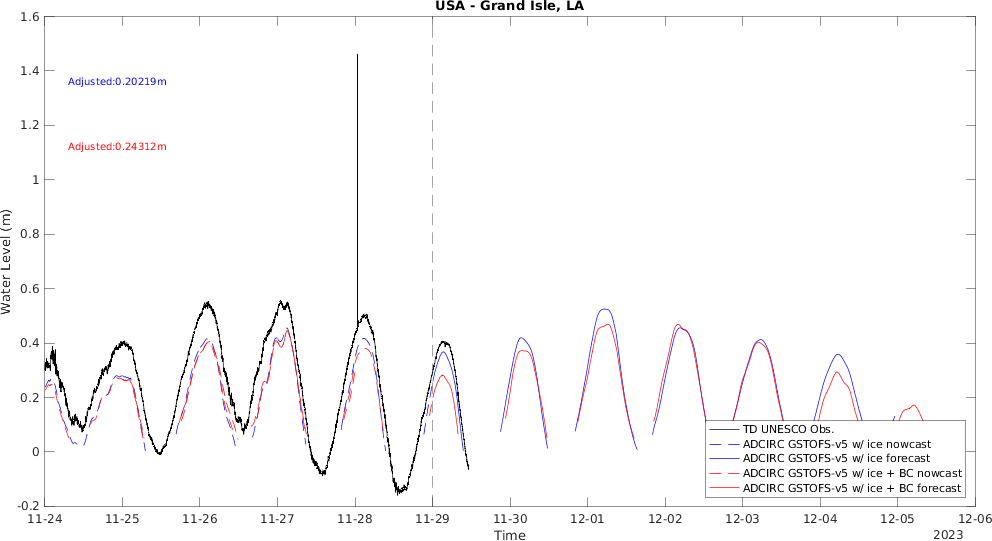 USA - Grand Isle, LA
1.6
1.4
1.2
1
0.8
0.6
0.4
0.2
0
-0.2
Water Level (m)
Adjusted:0.20219m
Adjusted:0.24312m
TD UNESCO Obs.
ADCIRC GSTOFS-v5 w/ ice nowcast
ADCIRC GSTOFS-v5 w/ ice forecast
ADCIRC GSTOFS-v5 w/ ice + BC nowcast
ADCIRC GSTOFS-v5 w/ ice + BC forecast
11-24 11-25 11-26 11-27 11-28 11-29 11-30 12-01 12-02 12-03 12-04 12-05 12-06
Time
2023